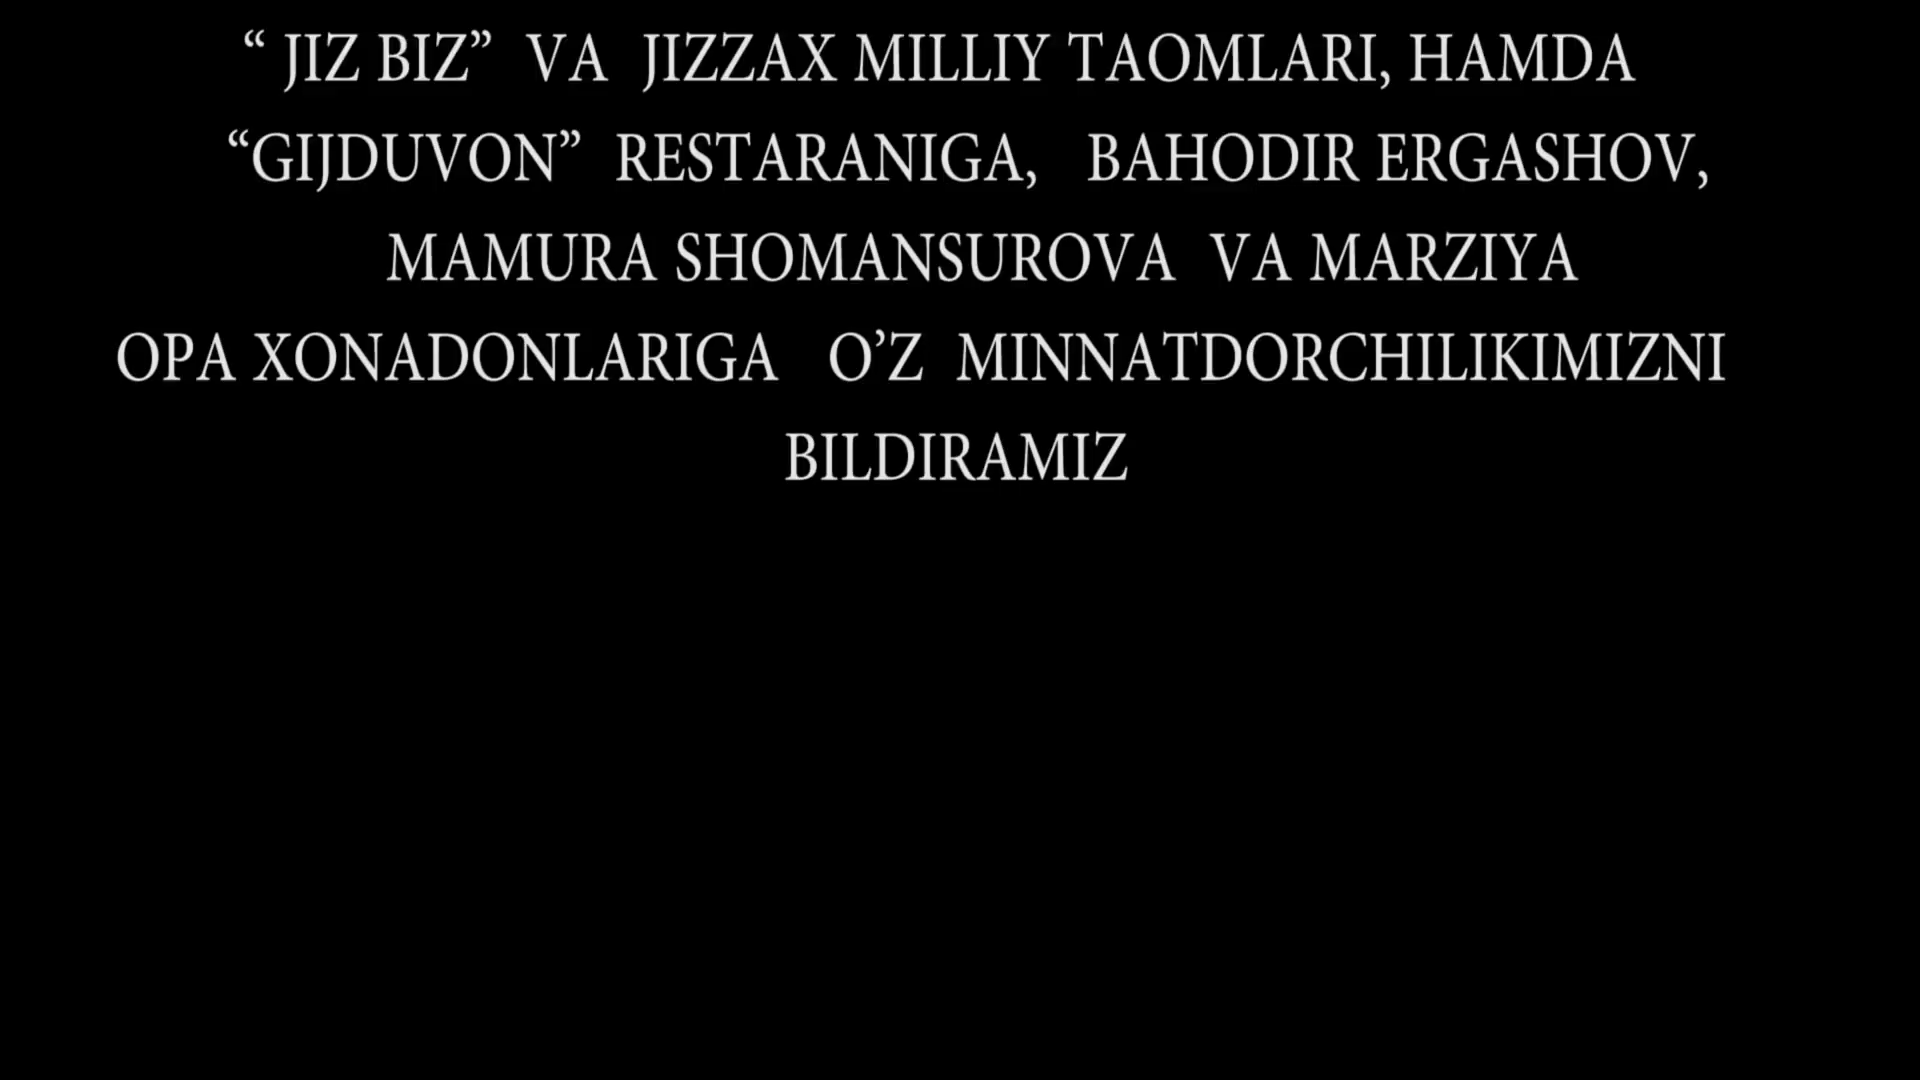 “ JIZ BIZ” VA JIZZAX MILLIY TAOMLARI, HAMDA
“GIJDUVON” RESTARANIGA, BAHODIR ERGASHOV,
MAMURA SHOMANSUROVA VA MARZIYA
OPA XONADONLARIGA O’Z MINNATDORCHILIKIMIZNI
BILDIRAMIZ